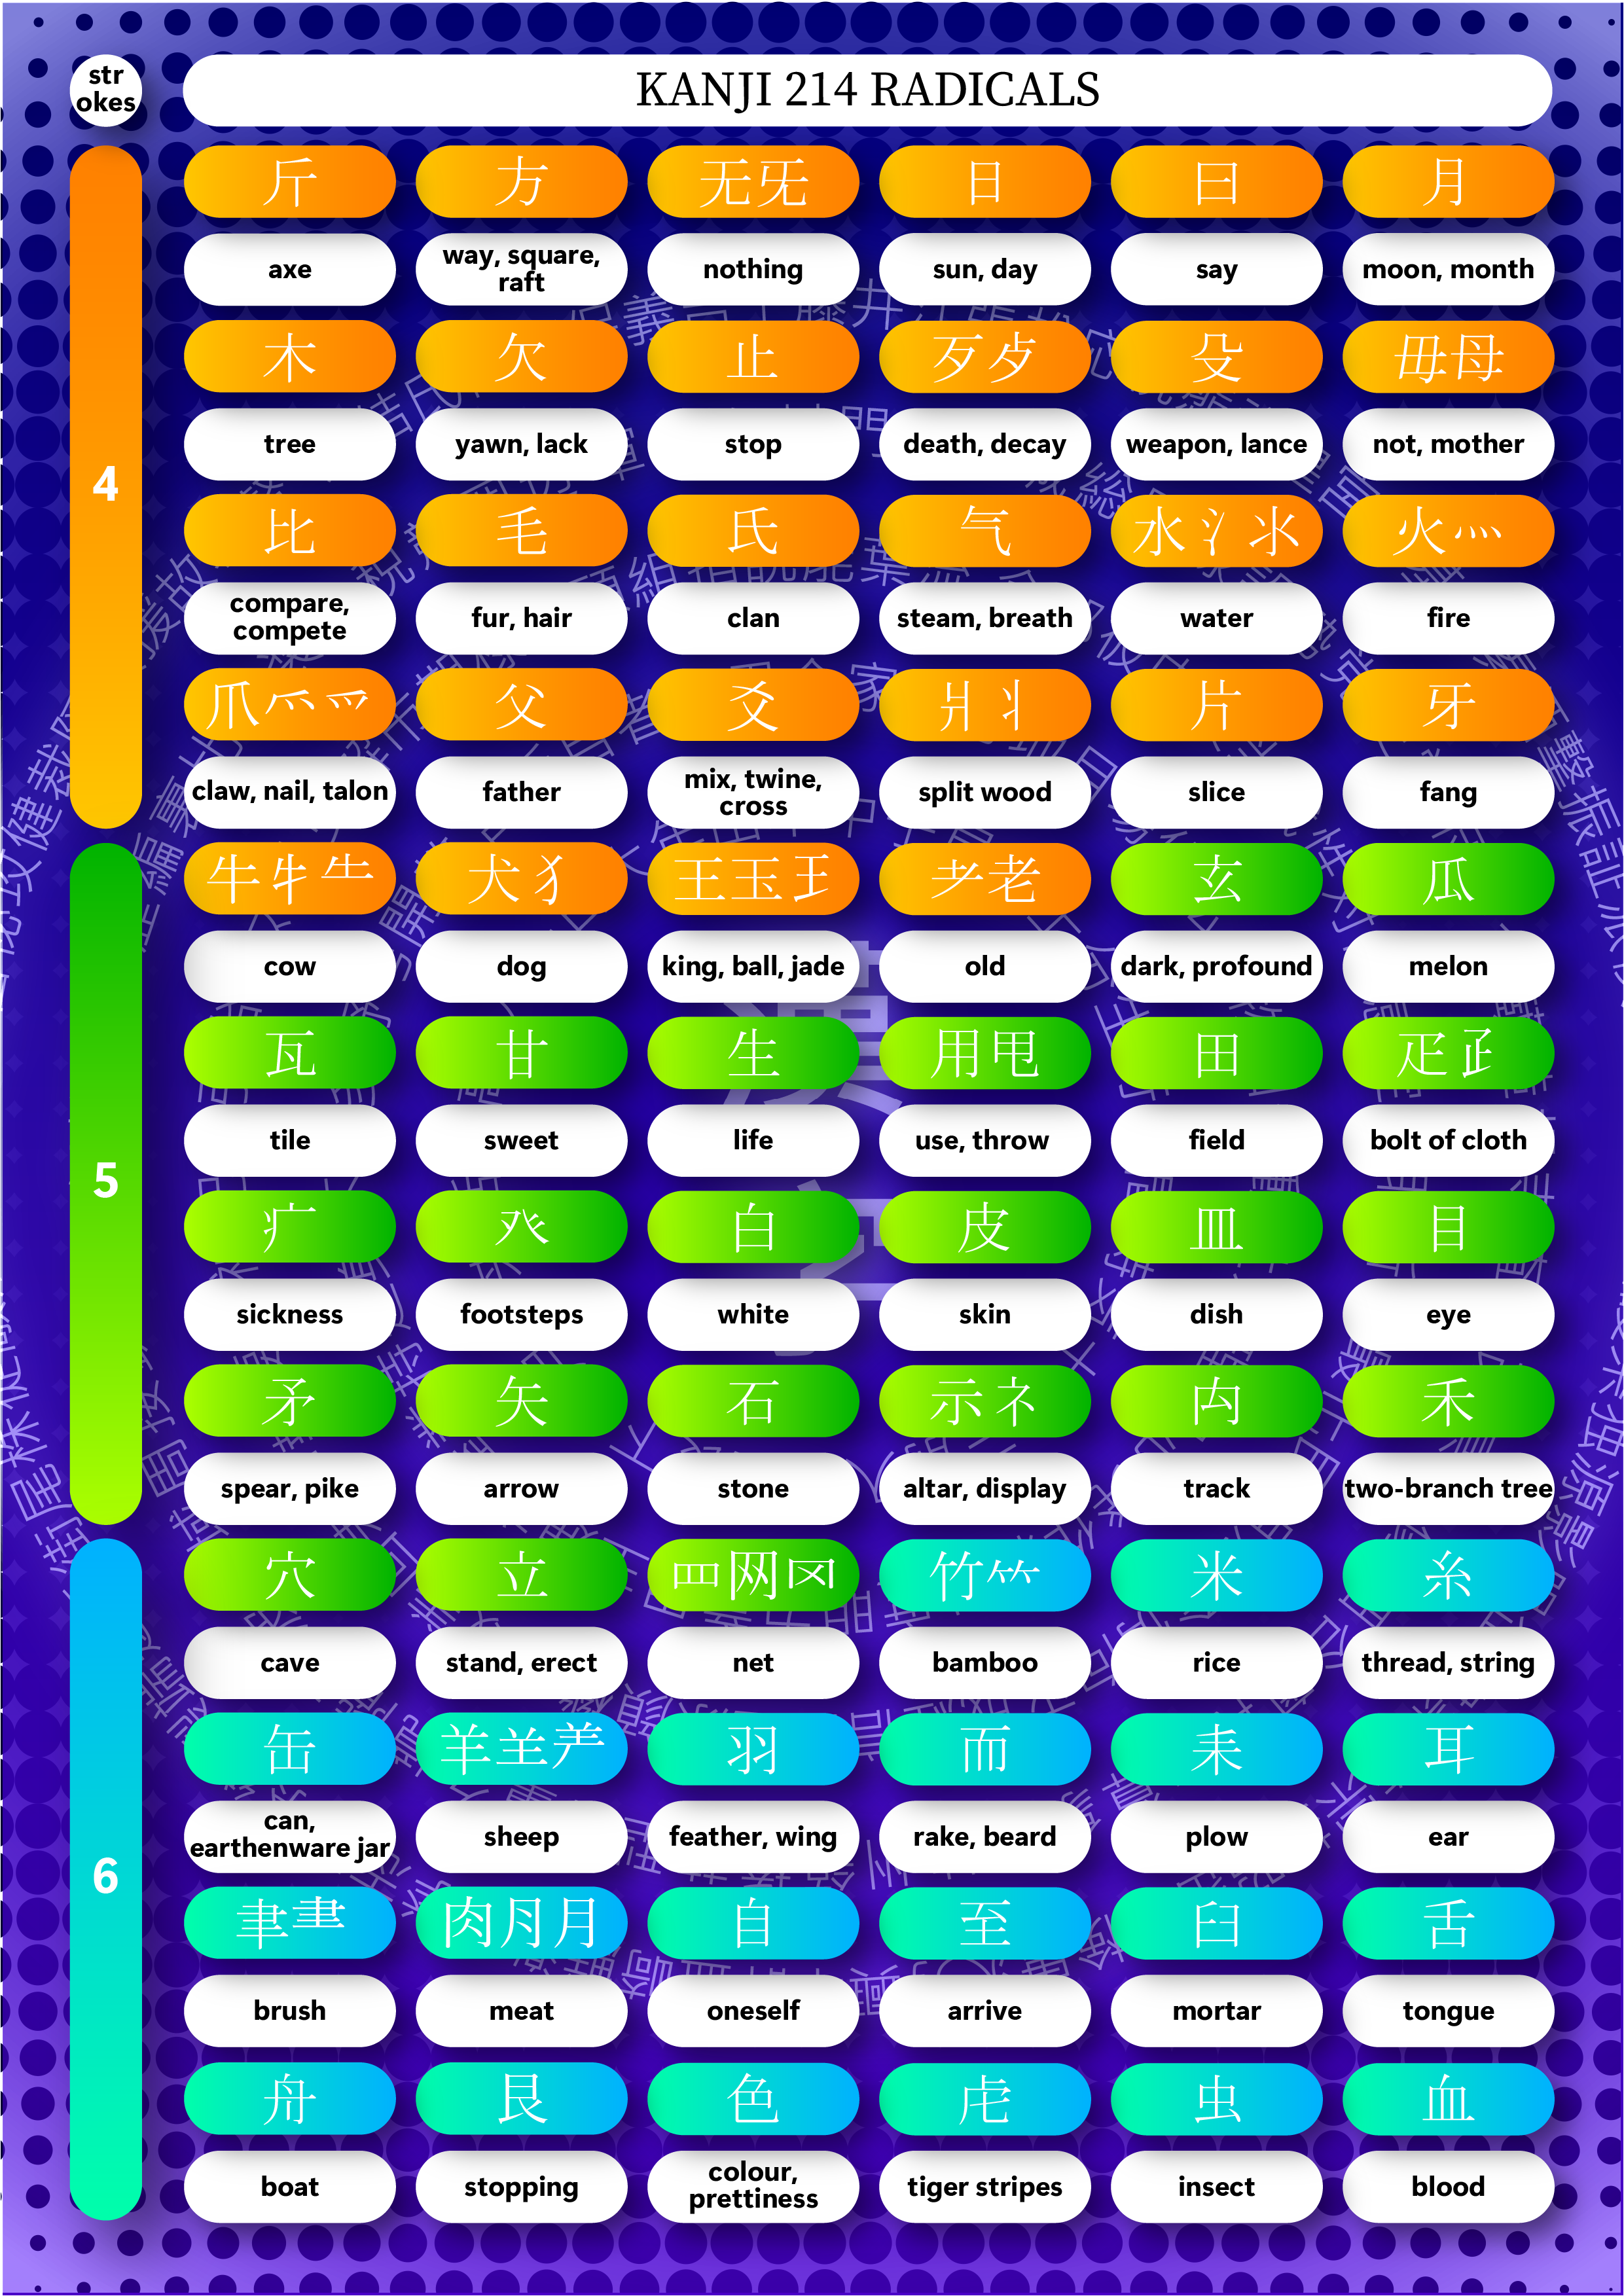 str
okes
KANJI 214 RADICALS
4
斤 方 无旡 日 曰 月
axe
way, square,
raft
nothing
sun, day
say
moon, month
木 欠 止 歹歺 殳 毋母
tree
yawn, lack
stop
death, decay
weapon, lance
not, mother
比 毛 氏 气 水氵氺 火灬
compare,
compete
fur, hair
clan
steam, breath
water
fire
爪爫⺤ 父 爻 爿丬 片 牙
claw, nail, talon
father
mix, twine,
cross
split wood
slice
fang
5
牛牜⺧ 犬犭 王玉𤣩 耂老 玄 瓜
cow
dog
king, ball, jade
old
dark, profound
melon
瓦 甘 生 用甩 田 疋⺪
tile
sweet
life
use, throw
field
bolt of cloth
疒 癶 白 皮 皿 目
sickness
footsteps
white
skin
dish
eye
矛 矢 石 示礻 禸 禾
spear, pike
arrow
stone
altar, display
track
two-branch tree
6
穴 立 罒网⺳ 竹⺮ 米 糸
cave
stand, erect
net
bamboo
rice
thread, string
缶 羊⺷⺶ 羽 而 耒 耳
can,
earthenware jar
sheep
feather, wing
rake, beard
plow
ear
聿⺻ 肉⺼月 自 至 臼 舌
brush
meat
oneself
arrive
mortar
tongue
舟 艮 色 虍 虫 血
boat
stopping
colour,
prettiness
tiger stripes
insect
blood